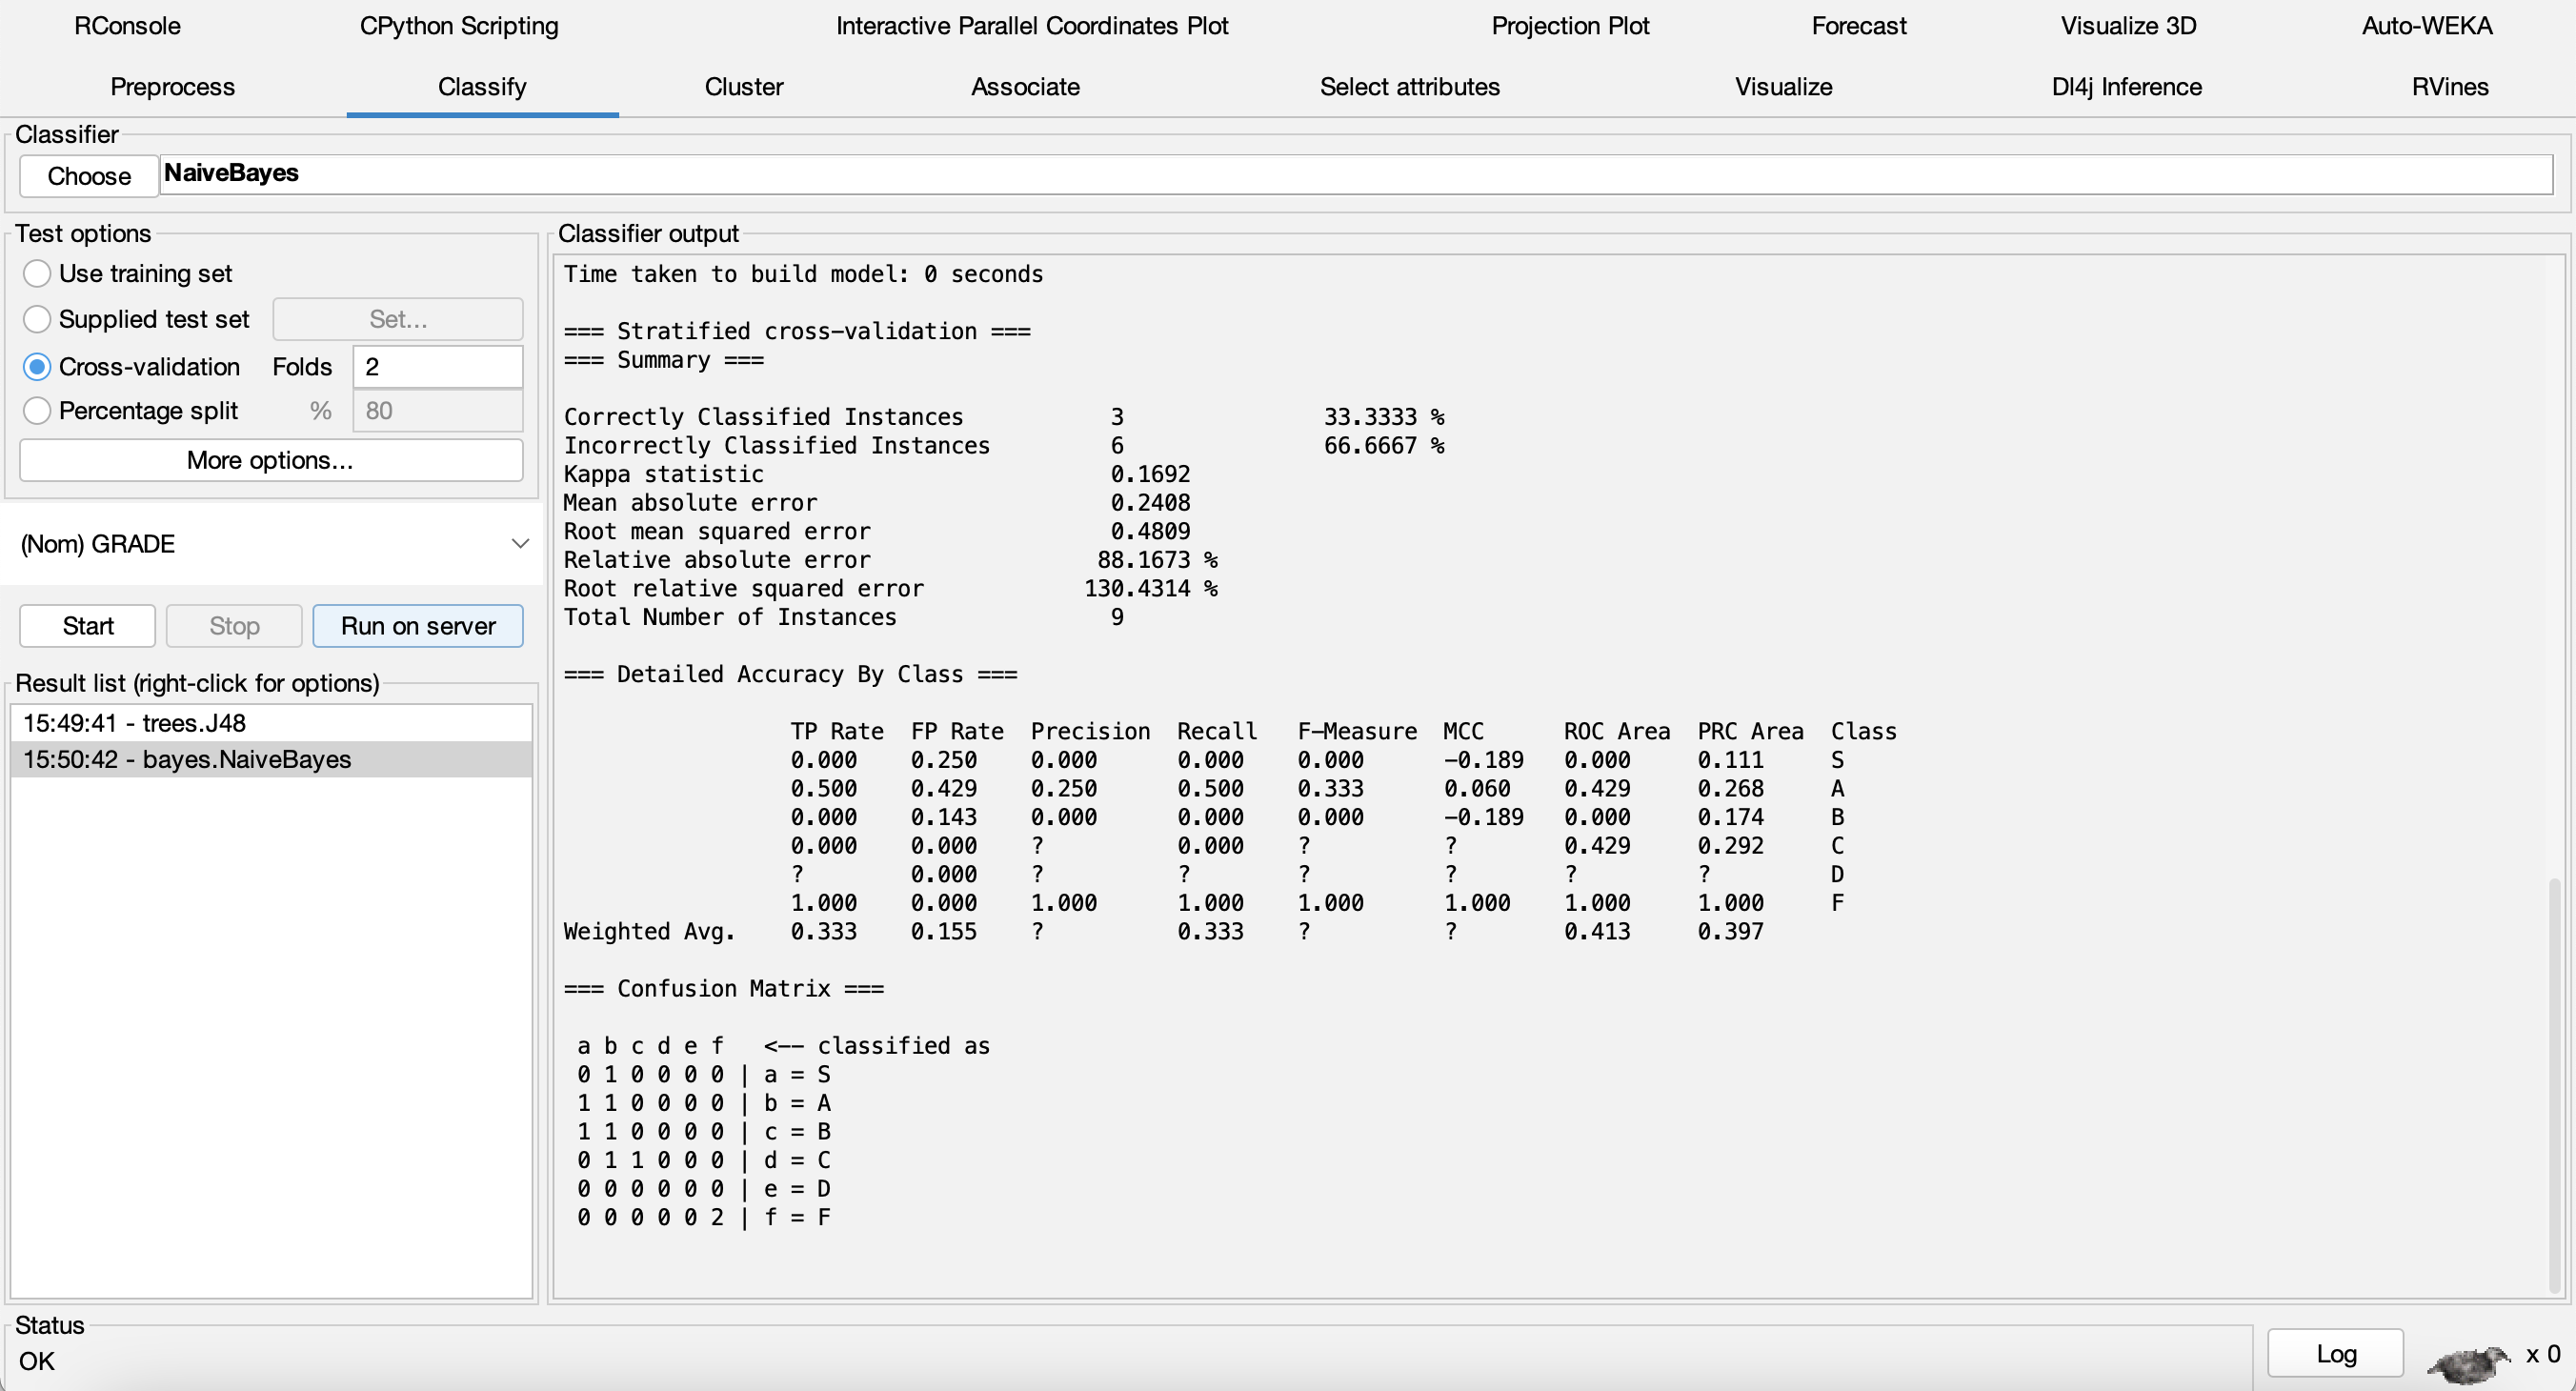 RConsole CPython Scripting Interactive Parallel Coordinates Plot Projection Plot Forecast Visualize 3D Auto-WEKA
Preprocess Classify Cluster Associate Select attributes Visualize Dl4j Inference RVines
Classifier
Choose NaiveBayes
Test options
Use training set
Supplied test set Set...
Cross-validation Folds 2
Percentage split % 80
More options...
(Nom) GRADE
Start Stop Run on server
Result list (right-click for options)
15:49:41 - trees.J48
15:50:42 - bayes.NaiveBayes
Classifier output
Time taken to build model: 0 seconds
=== Stratified cross-validation ===
=== Summary ===
Correctly Classified Instances 3 33.3333 %
Incorrectly Classified Instances 6 66.6667 %
Kappa statistic 0.1692
Mean absolute error 0.2408
Root mean squared error 0.4809
Relative absolute error 88.1673 %
Root relative squared error 130.4314 %
Total Number of Instances 9
=== Detailed Accuracy By Class ===
TP Rate FP Rate Precision Recall F-Measure MCC ROC Area PRC Area Class
0.000 0.250 0.000 0.000 0.000 -0.189 0.000 0.111 S
0.500 0.429 0.250 0.500 0.333 0.060 0.429 0.268 A
0.000 0.143 0.000 0.000 0.000 -0.189 0.000 0.174 B
0.000 0.000 ? 0.000 ? ? 0.429 0.292 C
? 0.000 ? ? ? ? ? ? D
1.000 0.000 1.000 1.000 1.000 1.000 1.000 1.000 F
Weighted Avg. 0.333 0.155 ? 0.333 ? ? 0.413 0.397
=== Confusion Matrix ===
a b c d e f <-- classified as
0 1 0 0 0 0 | a = S
1 1 0 0 0 0 | b = A
1 1 0 0 0 0 | c = B
0 1 1 0 0 0 | d = C
0 0 0 0 0 0 | e = D
0 0 0 0 0 2 | f = F
Status
OK
Log x 0